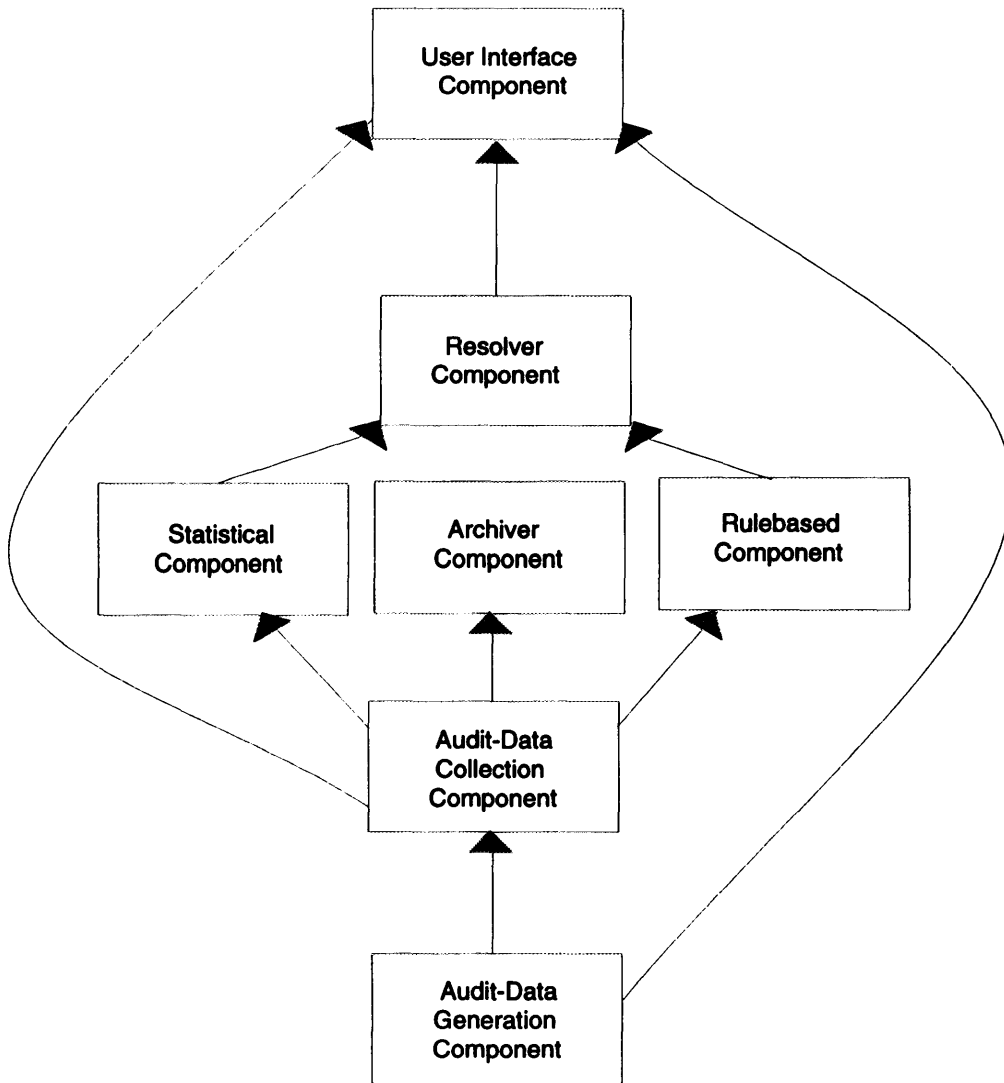 User Interface
Component
Resolver
Component
Statistical
Component
Archiver
Component
Rulebased
Component
Audit-Data
Collection
Component
Audit-Data
Generation
Component